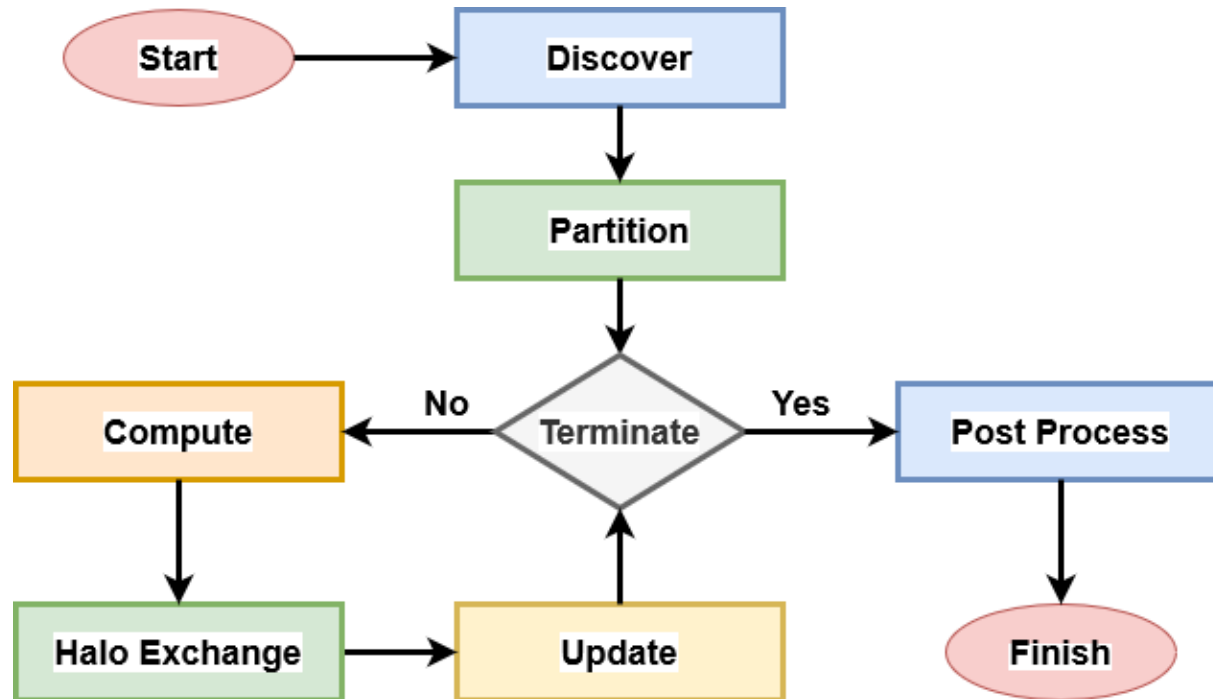 Start
Discover
Partition
No
Yes
Compute
Terminate
Post Process
Halo Exchange
Update
Finish